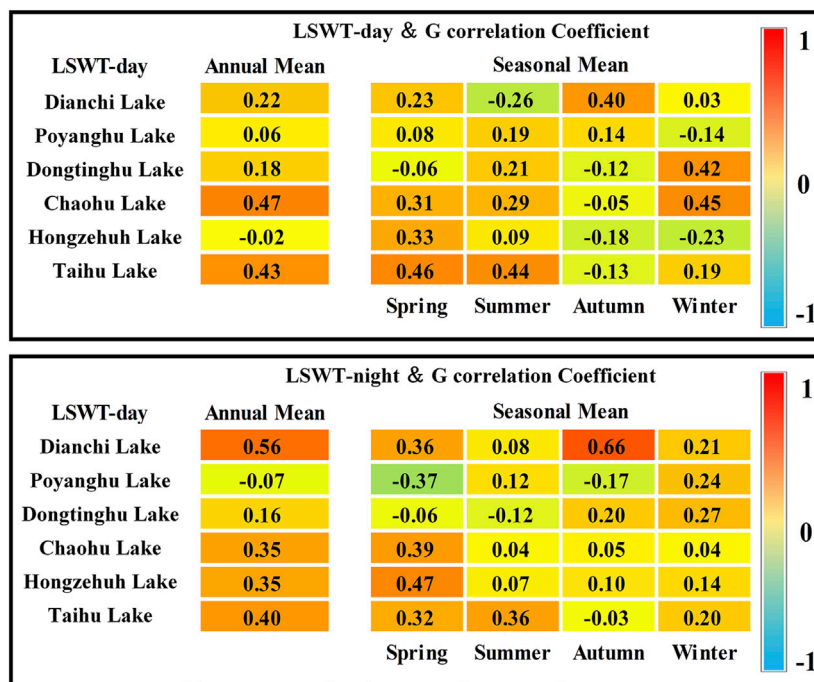 LSWT-day & G correlation Coefficient
LSWT-day Annual Mean Seasonal Mean
Dianchi Lake 0.22 0.23 -0.26 0.40 0.03
Poyanghu Lake 0.06 0.08 0.19 0.14 -0.14
Dongtinghu Lake 0.18 -0.06 0.21 -0.12 0.42
Chaohu Lake 0.47 0.31 0.29 -0.05 0.45
Hongzehuh Lake -0.02 0.33 0.09 -0.18 -0.23
Taihu Lake 0.43 0.46 0.44 -0.13 0.19
Spring Summer Autumn Winter
1
0
-1
LSWT-night & G correlation Coefficient
LSWT-day Annual Mean Seasonal Mean
Dianchi Lake 0.56 0.36 0.08 0.66 0.21
Poyanghu Lake -0.07 -0.37 0.12 -0.17 0.24
Dongtinghu Lake 0.16 -0.06 -0.12 0.20 0.27
Chaohu Lake 0.35 0.39 0.04 0.05 0.04
Hongzehuh Lake 0.35 0.47 0.07 0.10 0.14
Taihu Lake 0.40 0.32 0.36 -0.03 0.20
Spring Summer Autumn Winter
1
0
-1